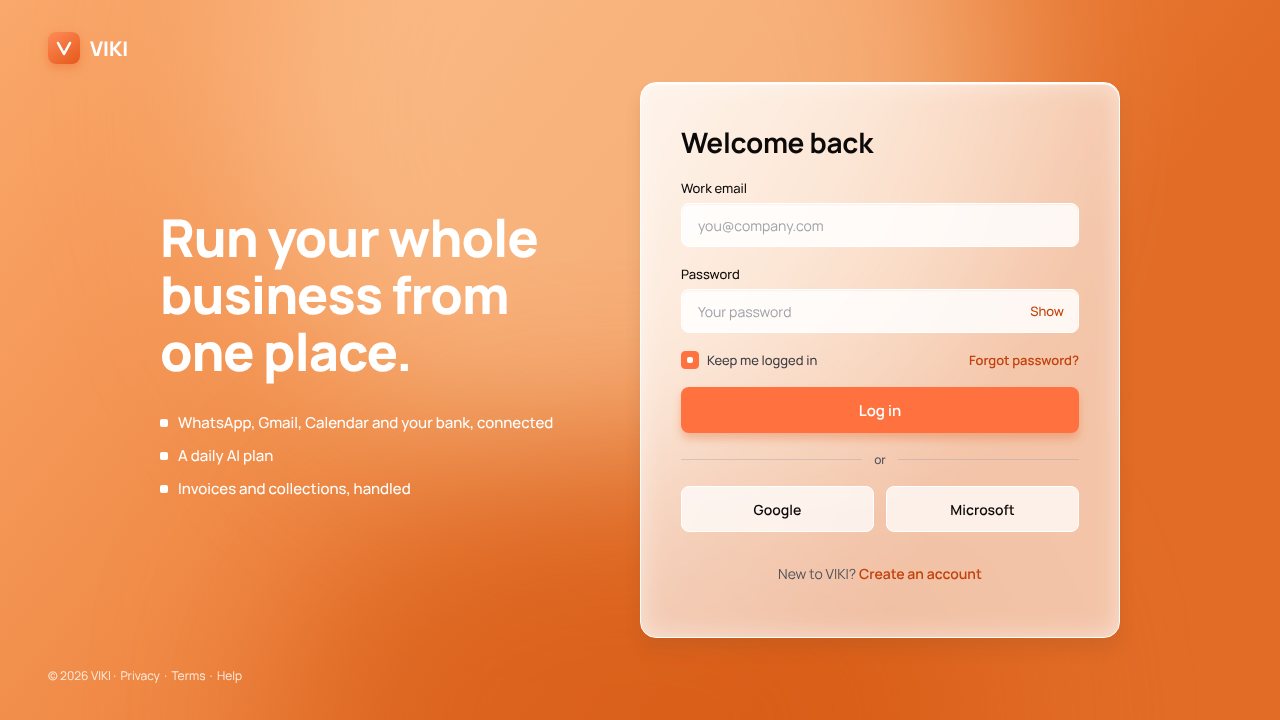 VIKI
Run your whole
business from
one place.
WhatsApp, Gmail, Calendar and your bank, connected
A daily AI plan
Invoices and collections, handled
© 2026 VIKI · Privacy · Terms · Help
Welcome back
Work email
you@company.com
Password
Your password Show
Keep me logged in Forgot password?
Log in
or
Google Microsoft
New to VIKI? Create an account